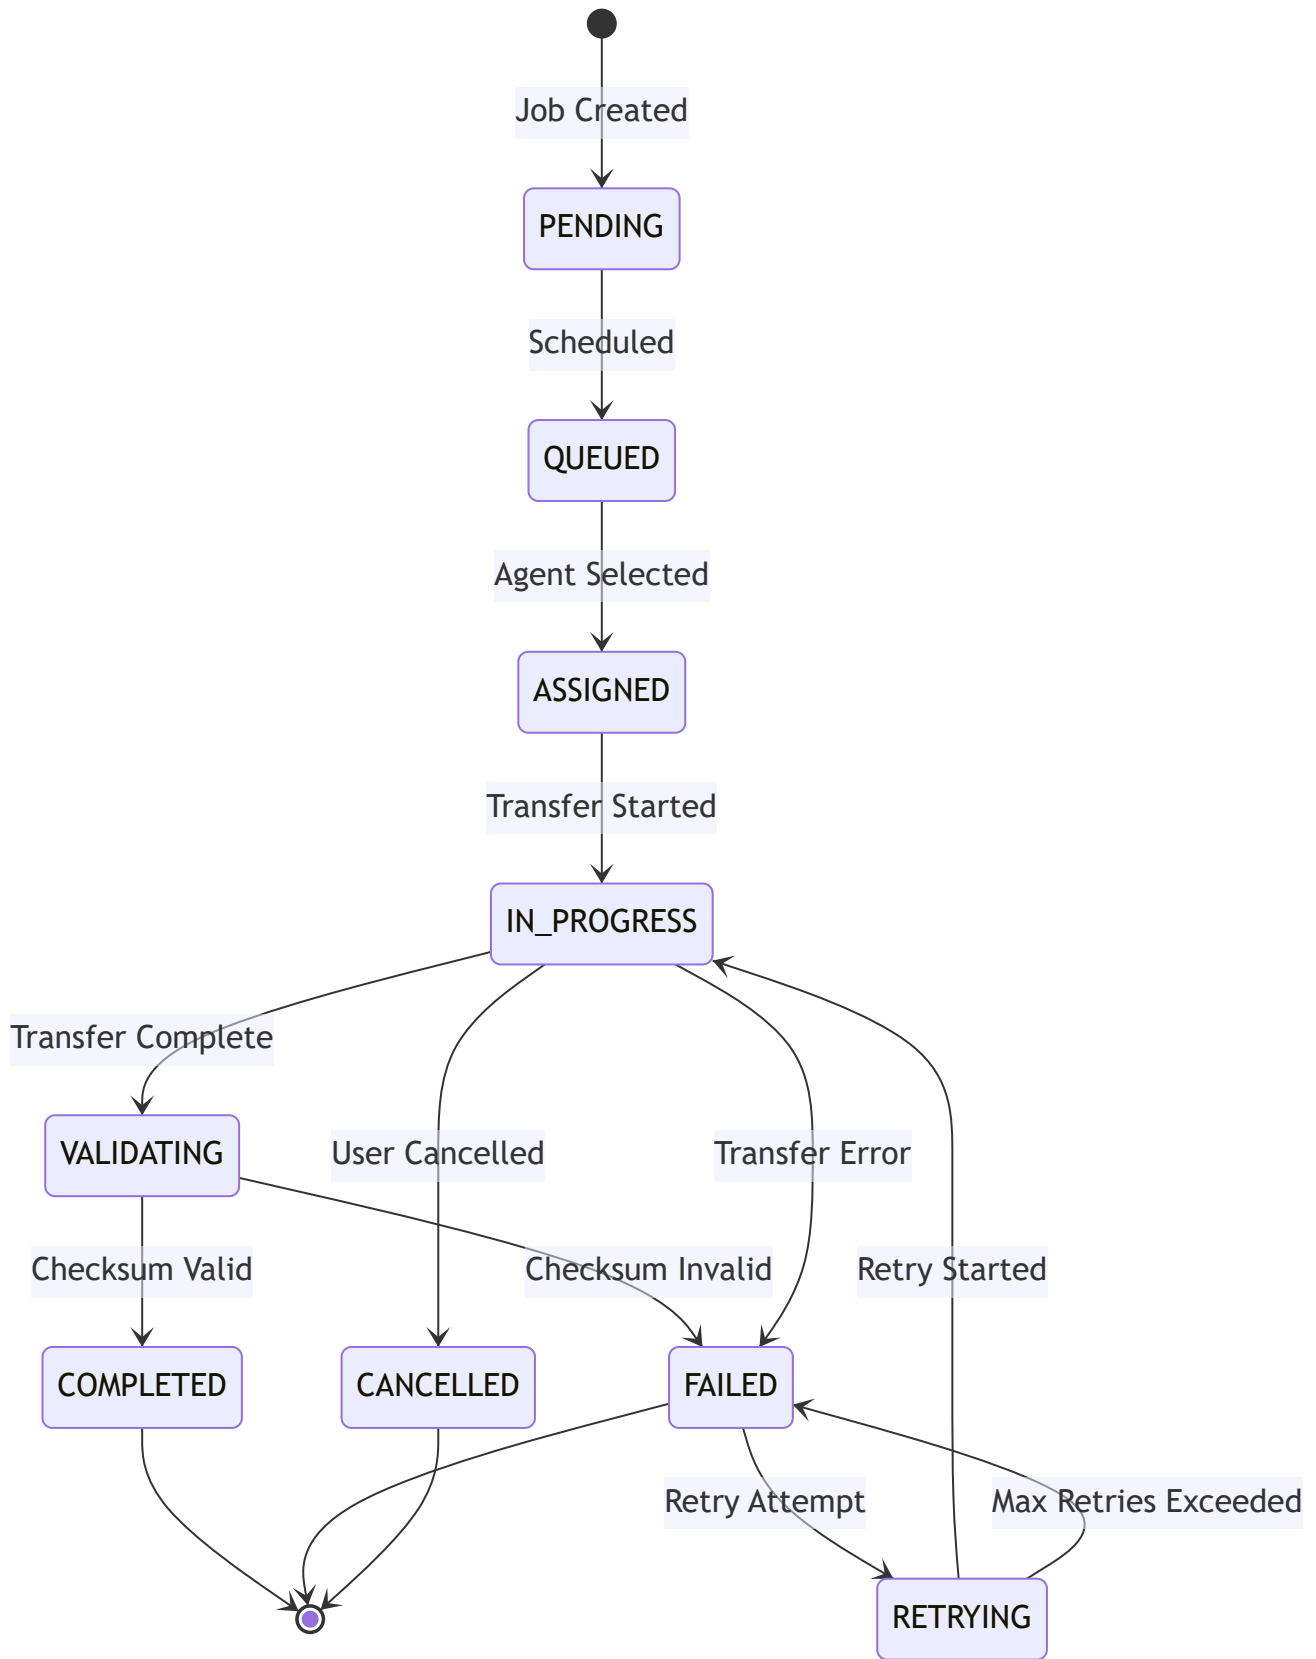 Job Created
PENDING
Scheduled
QUEUED
Agent Selected
ASSIGNED
Transfer Started
IN_PROGRESS
Transfer Complete
VALIDATING
User Cancelled
Transfer Error
Checksum Valid
Checksum Invalid
Retry Started
COMPLETED
CANCELLED
FAILED
Retry Attempt
Max Retries Exceeded
RETRYING